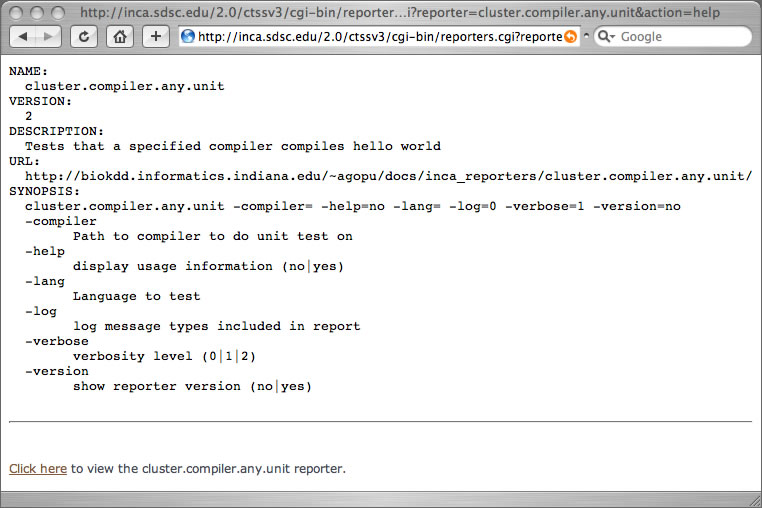 http://inca.sdsc.edu/2.0/ctssv3/cgi-bin/reporter...i?reporter=cluster.compiler.any.unit&action=help
http://inca.sdsc.edu/2.0/ctssv3/cgi-bin/reporters.cgi?reporte Google
NAME:
cluster.compiler.any.unit
VERSION:
2
DESCRIPTION:
Tests that a specified compiler compiles hello world
URL:
http://biokdd.informatics.indiana.edu/~agopu/docs/inca_reporters/cluster.compiler.any.unit/
SYNOPSIS:
cluster.compiler.any.unit -compiler= -help=no -lang= -log=0 -verbose=1 -version=no
-compiler
Path to compiler to do unit test on
-help
display usage information (no|yes)
-lang
Language to test
-log
log message types included in report
-verbose
verbosity level (0|1|2)
-version
show reporter version (no|yes)
Click here to view the cluster.compiler.any.unit reporter.